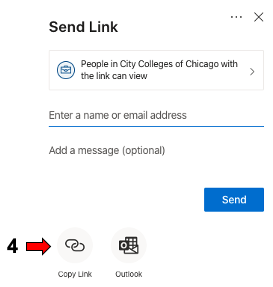 Send Link
People in City Colleges of Chicago with
the link can view
Enter a name or email address
Add a message (optional)
Send
4
Copy Link
Outlook